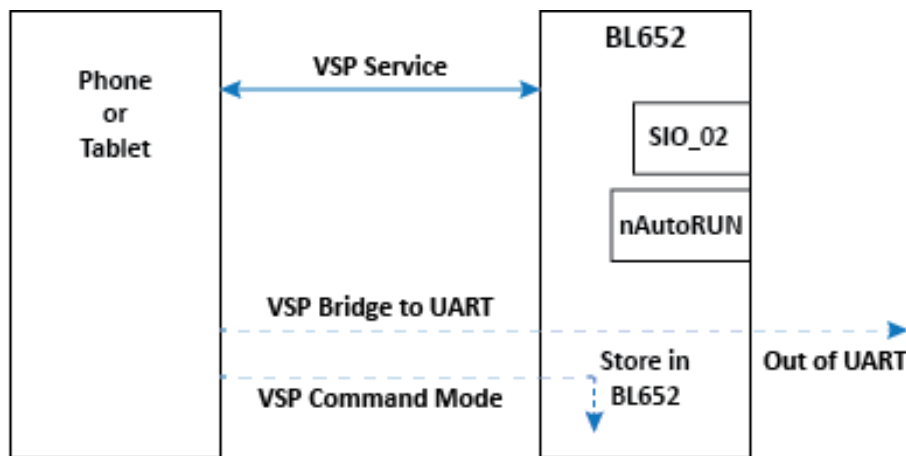 BL652
VSP Service
Phone
or
Tablet
SIO_02
nAutoRUN
VSP Bridge to UART
Store in
BL652
Out of UART
VSP Command Mode